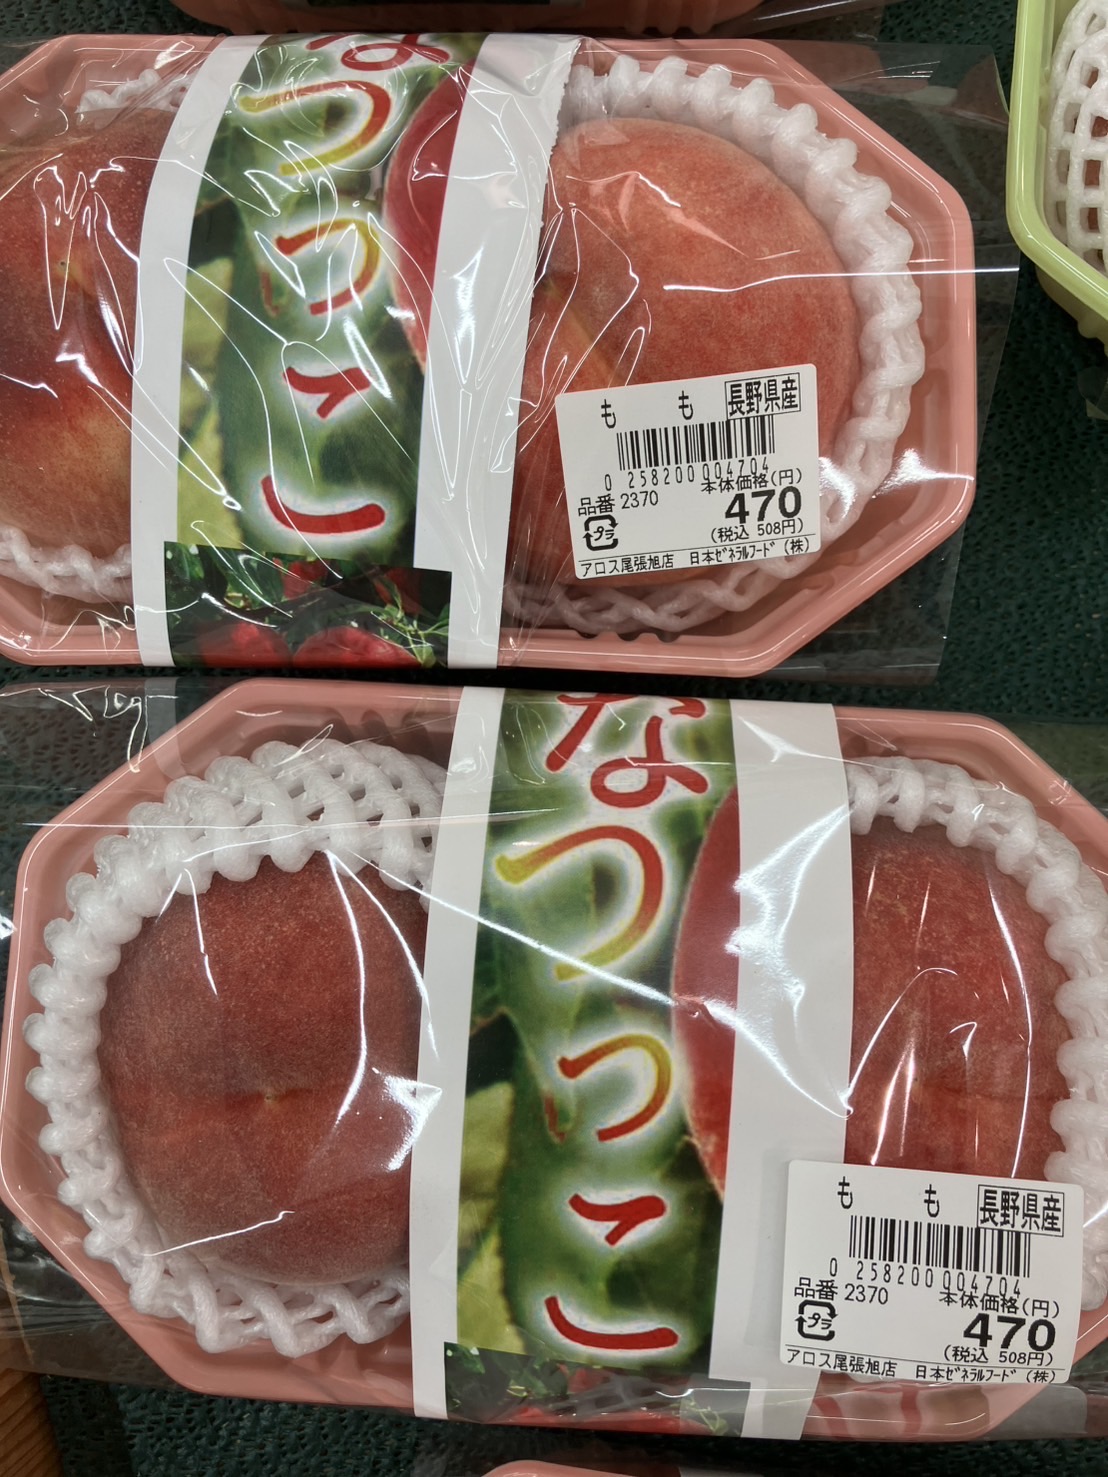 なつっこ
もも 長野県産
0 258200 004704
品番 2370 本体価格(円)
470
プラ
(税込 508円)
アロス尾張旭店 日本ゼネラルフード(株)
なつっこ
もも 長野県産
0 258200 004704
品番 2370 本体価格(円)
470
プラ
(税込 508円)
アロス尾張旭店 日本ゼネラルフード(株)